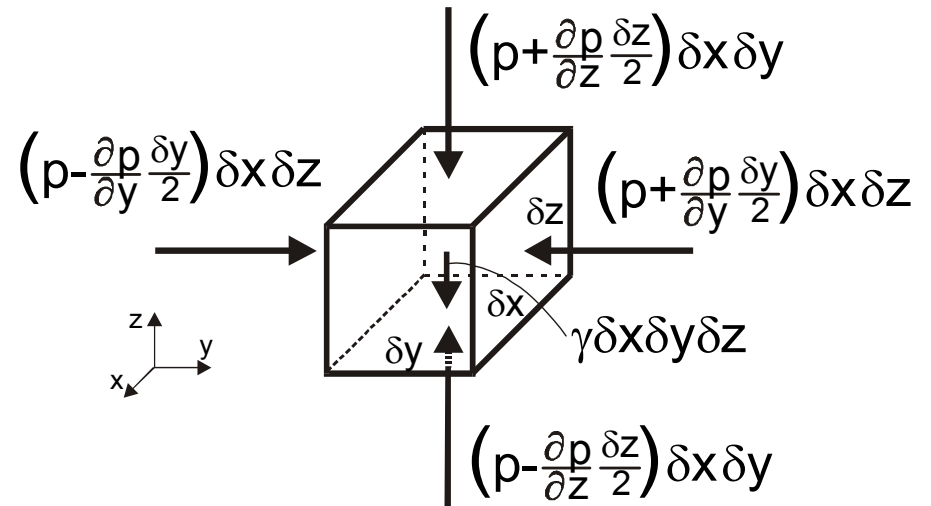 (p+∂p/∂z δz/2)δxδy
(p-∂p/∂y δy/2)δxδz
(p+∂p/∂y δy/2)δxδz
δz
δx
γδxδyδz
δy
z
y
x
(p-∂p/∂z δz/2)δxδy